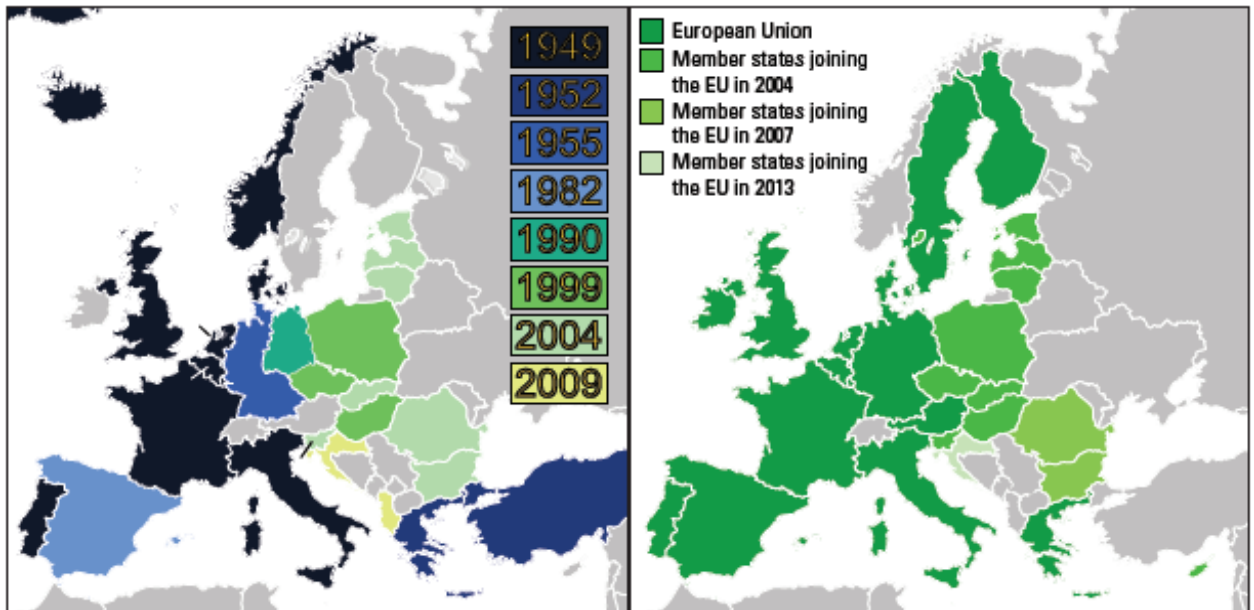 1949
1952
1955
1982
1990
1999
2004
2009
European Union
Member states joining
the EU in 2004
Member states joining
the EU in 2007
Member states joining
the EU in 2013